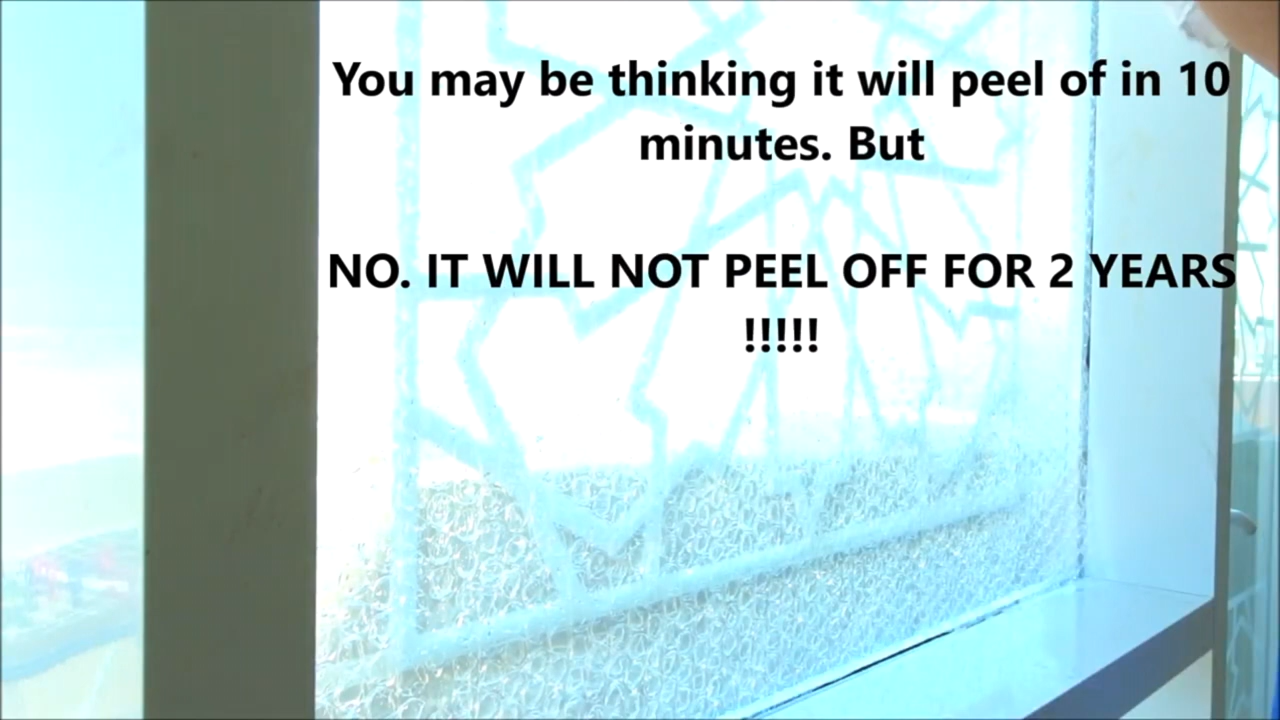 You may be thinking it will peel of in 10
minutes. But
NO. IT WILL NOT PEEL OFF FOR 2 YEARS
!!!!!